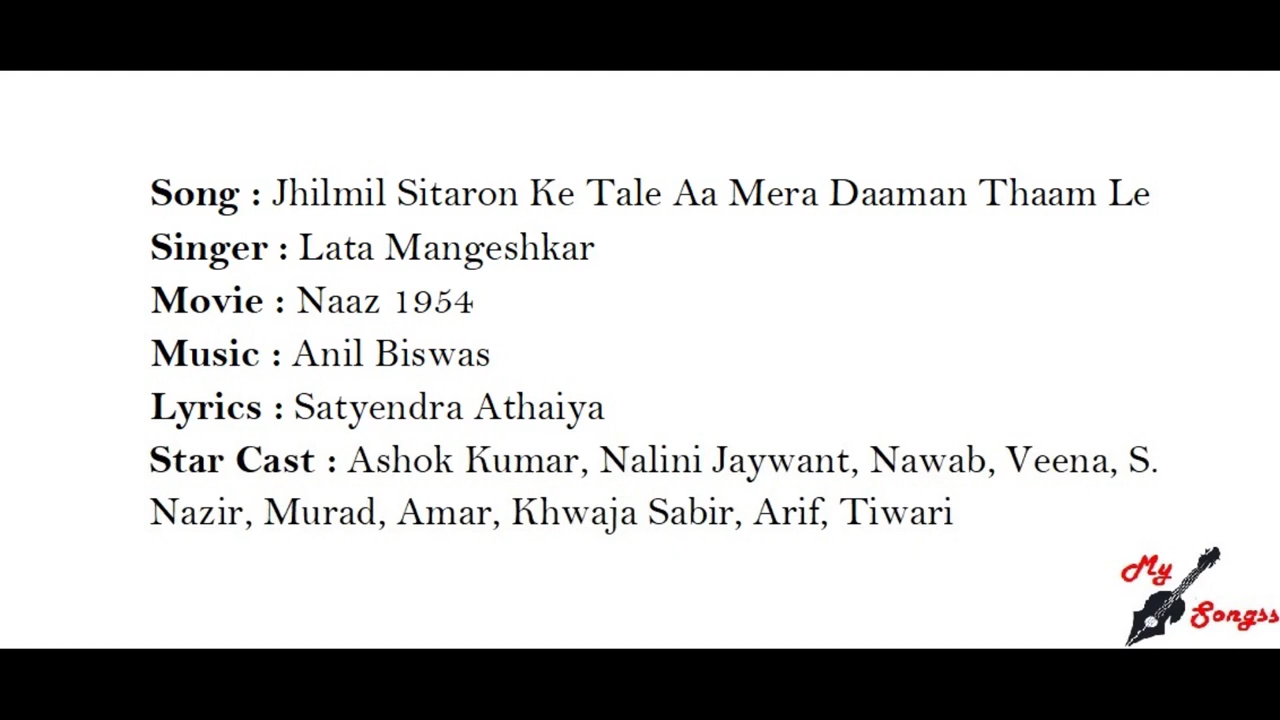 Song : Jhilmil Sitaron Ke Tale Aa Mera Daaman Thaam Le
Singer : Lata Mangeshkar
Movie : Naaz 1954
Music : Anil Biswas
Lyrics : Satyendra Athaiya
Star Cast : Ashok Kumar, Nalini Jaywant, Nawab, Veena, S.
Nazir, Murad, Amar, Khwaja Sabir, Arif, Tiwari
My
Songss